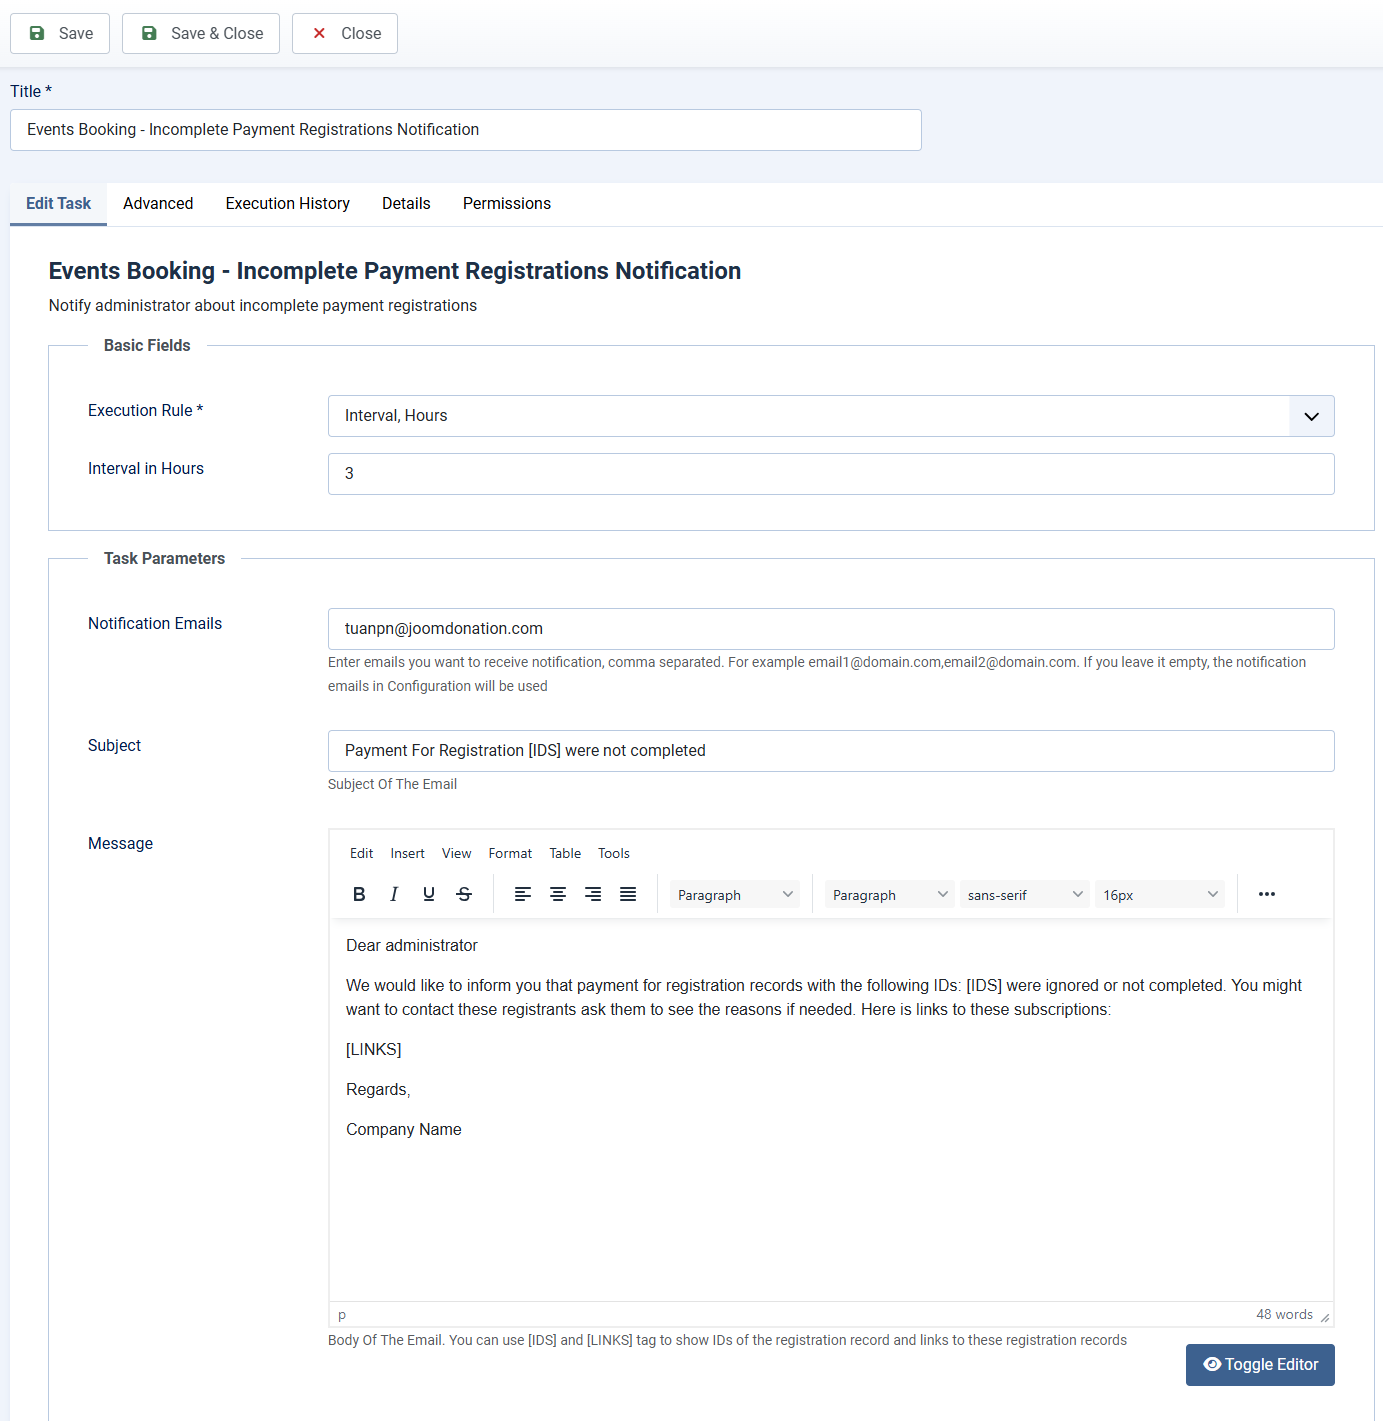 Save
Save & Close
Close
Title *
Events Booking - Incomplete Payment Registrations Notification
Edit Task
Advanced
Execution History
Details
Permissions
Events Booking - Incomplete Payment Registrations Notification
Notify administrator about incomplete payment registrations
Basic Fields
Execution Rule *
Interval, Hours
Interval in Hours
3
Task Parameters
Notification Emails
tuanpn@joomdonation.com
Enter emails you want to receive notification, comma separated. For example email1@domain.com,email2@domain.com. If you leave it empty, the notification
emails in Configuration will be used
Subject
Payment For Registration [IDS] were not completed
Subject Of The Email
Message
Edit Insert View Format Table Tools
B I U S Paragraph Paragraph sans-serif 16px
Dear administrator
We would like to inform you that payment for registration records with the following IDs: [IDS] were ignored or not completed. You might
want to contact these registrants ask them to see the reasons if needed. Here is links to these subscriptions:
[LINKS]
Regards,
Company Name
p
48 words
Body Of The Email. You can use [IDS] and [LINKS] tag to show IDs of the registration record and links to these registration records
Toggle Editor